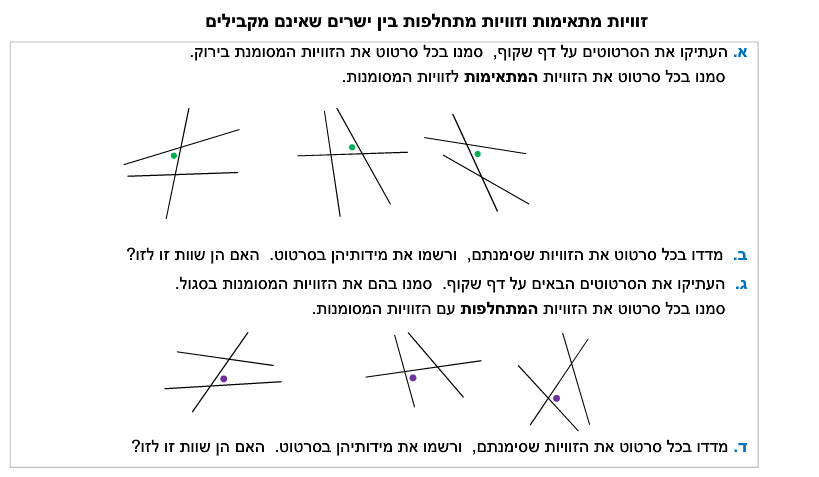 זוויות מתאימות וזוויות מתחלפות בין ישרים שאינם מקבילים
א. העתיקו את הסרטוטים על דף שקוף, סמנו בכל סרטוט את הזוויות המסומנת בירוק.
סמנו בכל סרטוט את הזוויות המתאימות לזוויות המסומנות.
ב. מדדו בכל סרטוט את הזוויות שסימנתם, ורשמו את מידותיהן בסרטוט. האם הן שוות זו לזו?
ג. העתיקו את הסרטוטים הבאים על דף שקוף. סמנו בהם את הזוויות המסומנות בסגול.
סמנו בכל סרטוט את הזוויות המתחלפות עם הזוויות המסומנות.
ד. מדדו בכל סרטוט את הזוויות שסימנתם, ורשמו את מידותיהן בסרטוט. האם הן שוות זו לזו?